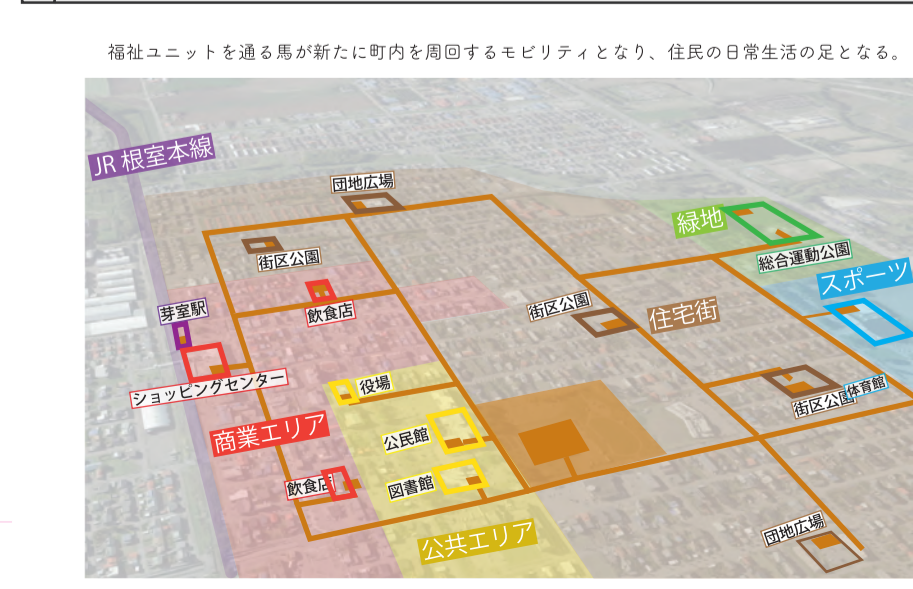 福祉ユニットを通る馬が新たに町内を周回するモビリティとなり、住民の日常生活の足となる。
JR 根室本線
団地広場
緑地
街区公園
総合運動公園
スポーツ
芽室駅
飲食店
街区公園
住宅街
ショッピングセンター
役場
街区公園
体育館
商業エリア
公民館
飲食店
図書館
公共エリア
団地広場